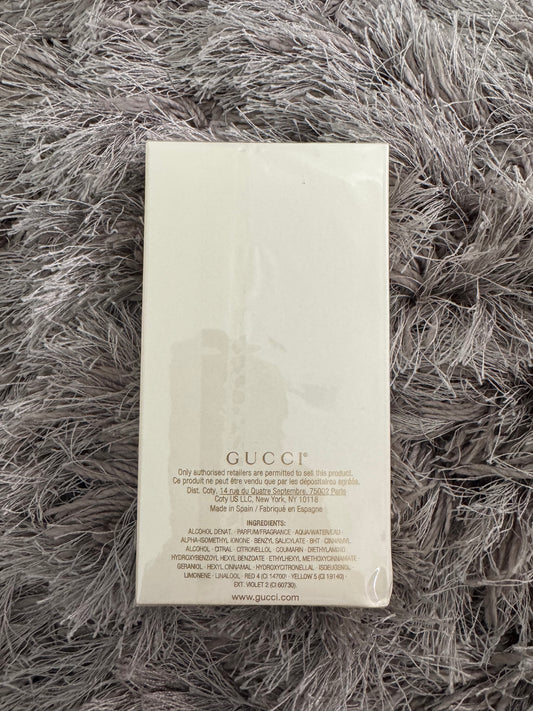 GUCCI®
Only authorised retailers are permitted to sell this product.
Ce produit ne peut être vendu que par les dépositaires agréés.
Dist. Coty, 14 rue du Quatre Septembre, 75002 Paris
Coty US LLC, New York, NY 10118
Made in Spain / Fabriqué en Espagne
INGREDIENTS:
ALCOHOL DENAT. · PARFUM/FRAGRANCE · AQUA/WATER/EAU ·
ALPHA-ISOMETHYL IONONE · BENZYL SALICYLATE · BHT · CINNAMYL
ALCOHOL · CITRAL · CITRONELLOL · COUMARIN · DIETHYLAMINO
HYDROXYBENZOYL HEXYL BENZOATE · ETHYLHEXYL METHOXYCINNAMATE ·
GERANIOL · HEXYL CINNAMAL · HYDROXYCITRONELLAL · ISOEUGENOL ·
LIMONENE · LINALOOL · RED 4 (CI 14700) · YELLOW 5 (CI 19140) ·
EXT. VIOLET 2 (CI 60730).
www.gucci.com